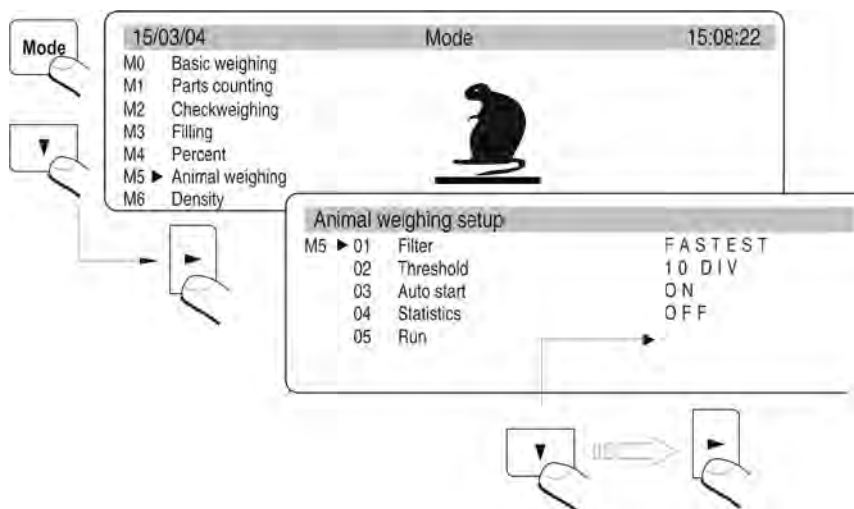 Mode
15/03/04 Mode 15:08:22
M0 Basic weighing
M1 Parts counting
M2 Checkweighing
M3 Filling
M4 Percent
M5 Animal weighing
M6 Density
Animal weighing setup
M5 01 Filter FASTEST
02 Threshold 10 DIV
03 Auto start ON
04 Statistics OFF
05 Run